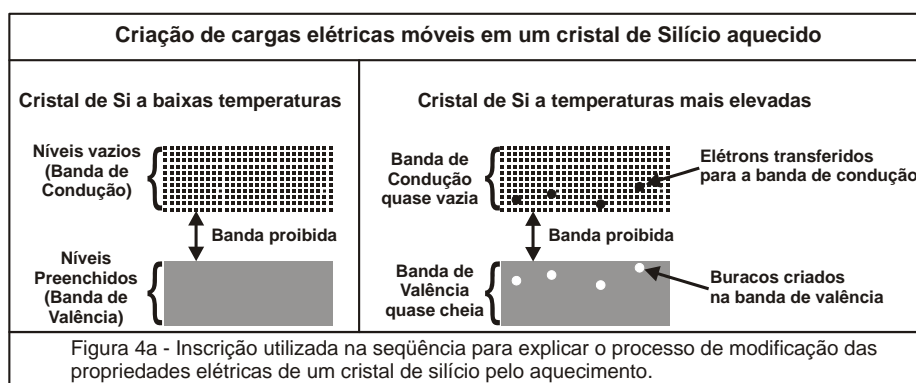 Criação de cargas elétricas móveis em um cristal de Silício aquecido
Cristal de Si a baixas temperaturas
Níveis vazios
(Banda de
Condução)
Banda proibida
Níveis
Preenchidos
(Banda de
Valência)
Cristal de Si a temperaturas mais elevadas
Banda de
Condução
quase vazia
Elétrons transferidos
para a banda de condução
Banda proibida
Banda de
Valência
quase cheia
Buracos criados
na banda de valência
Figura 4a - Inscrição utilizada na seqüência para explicar o processo de modificação das
propriedades elétricas de um cristal de silício pelo aquecimento.